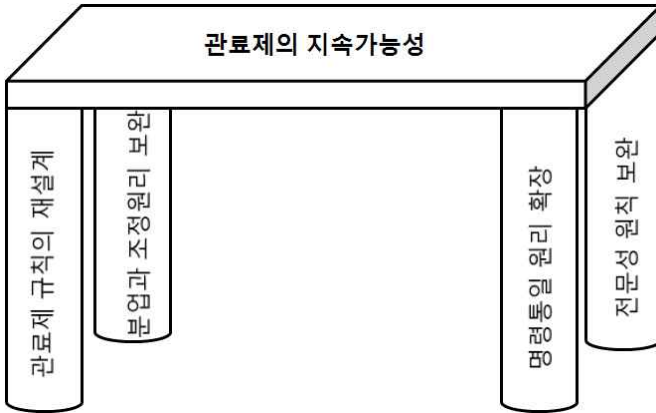 관료제의 지속가능성
관료제 규칙의 재설계
분업과 조정원리 보완
명령통일 원리 확장
전문성 원칙 보완